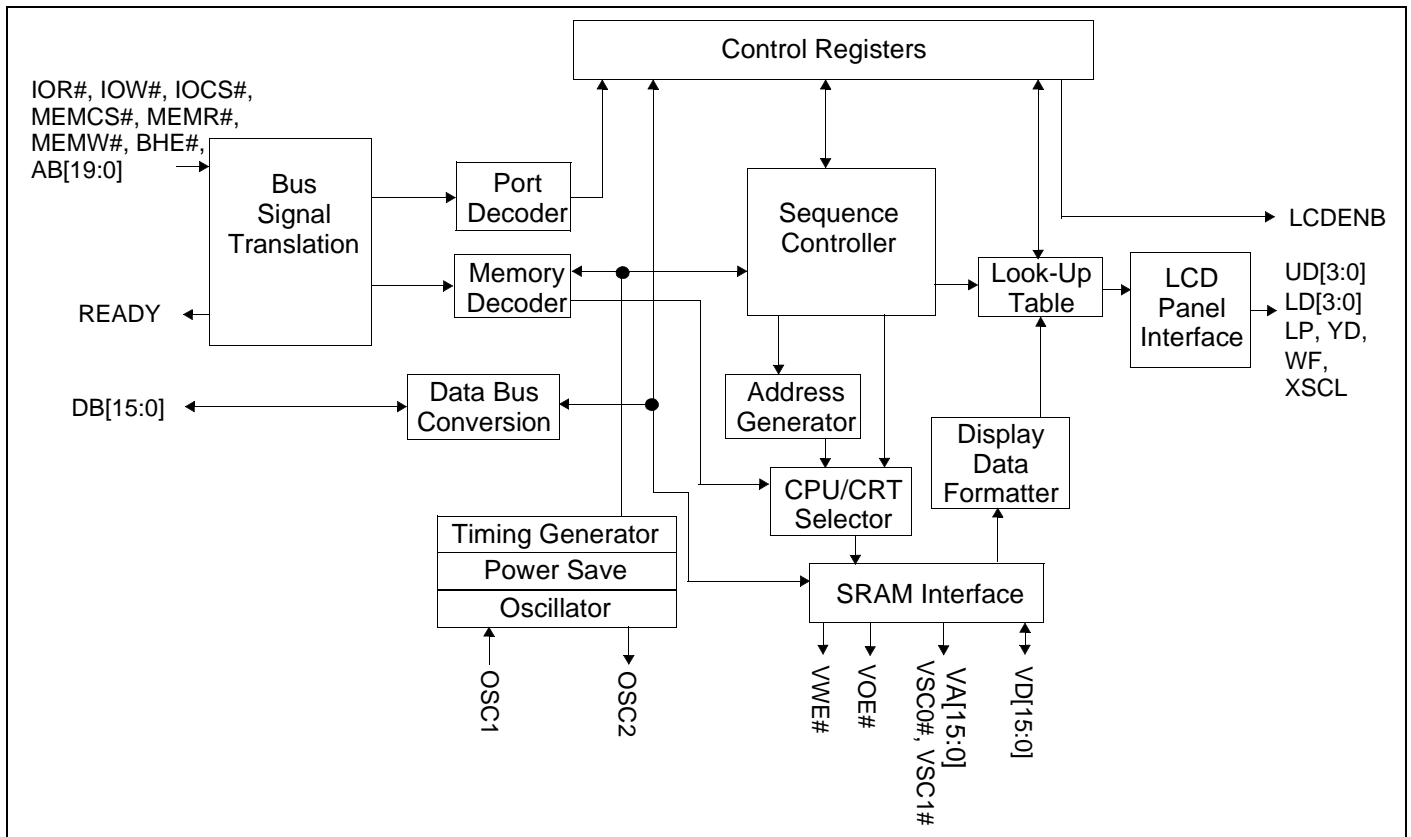 Control Registers
IOR#, IOW#, IOCS#,
MEMCS#, MEMR#,
MEMW#, BHE#,
AB[19:0]
Bus
Signal
Translation
Port
Decoder
Sequence
Controller
LCDENB
Memory
Decoder
Look-Up
Table
LCD
Panel
Interface
UD[3:0]
LD[3:0]
LP, YD,
WF,
XSCL
READY
DB[15:0]
Data Bus
Conversion
Address
Generator
Display
Data
Formatter
CPU/CRT
Selector
Timing Generator
Power Save
Oscillator
SRAM Interface
OSC1
OSC2
VWE#
VOE#
VA[15:0]
VSC0#, VSC1#
VD[15:0]